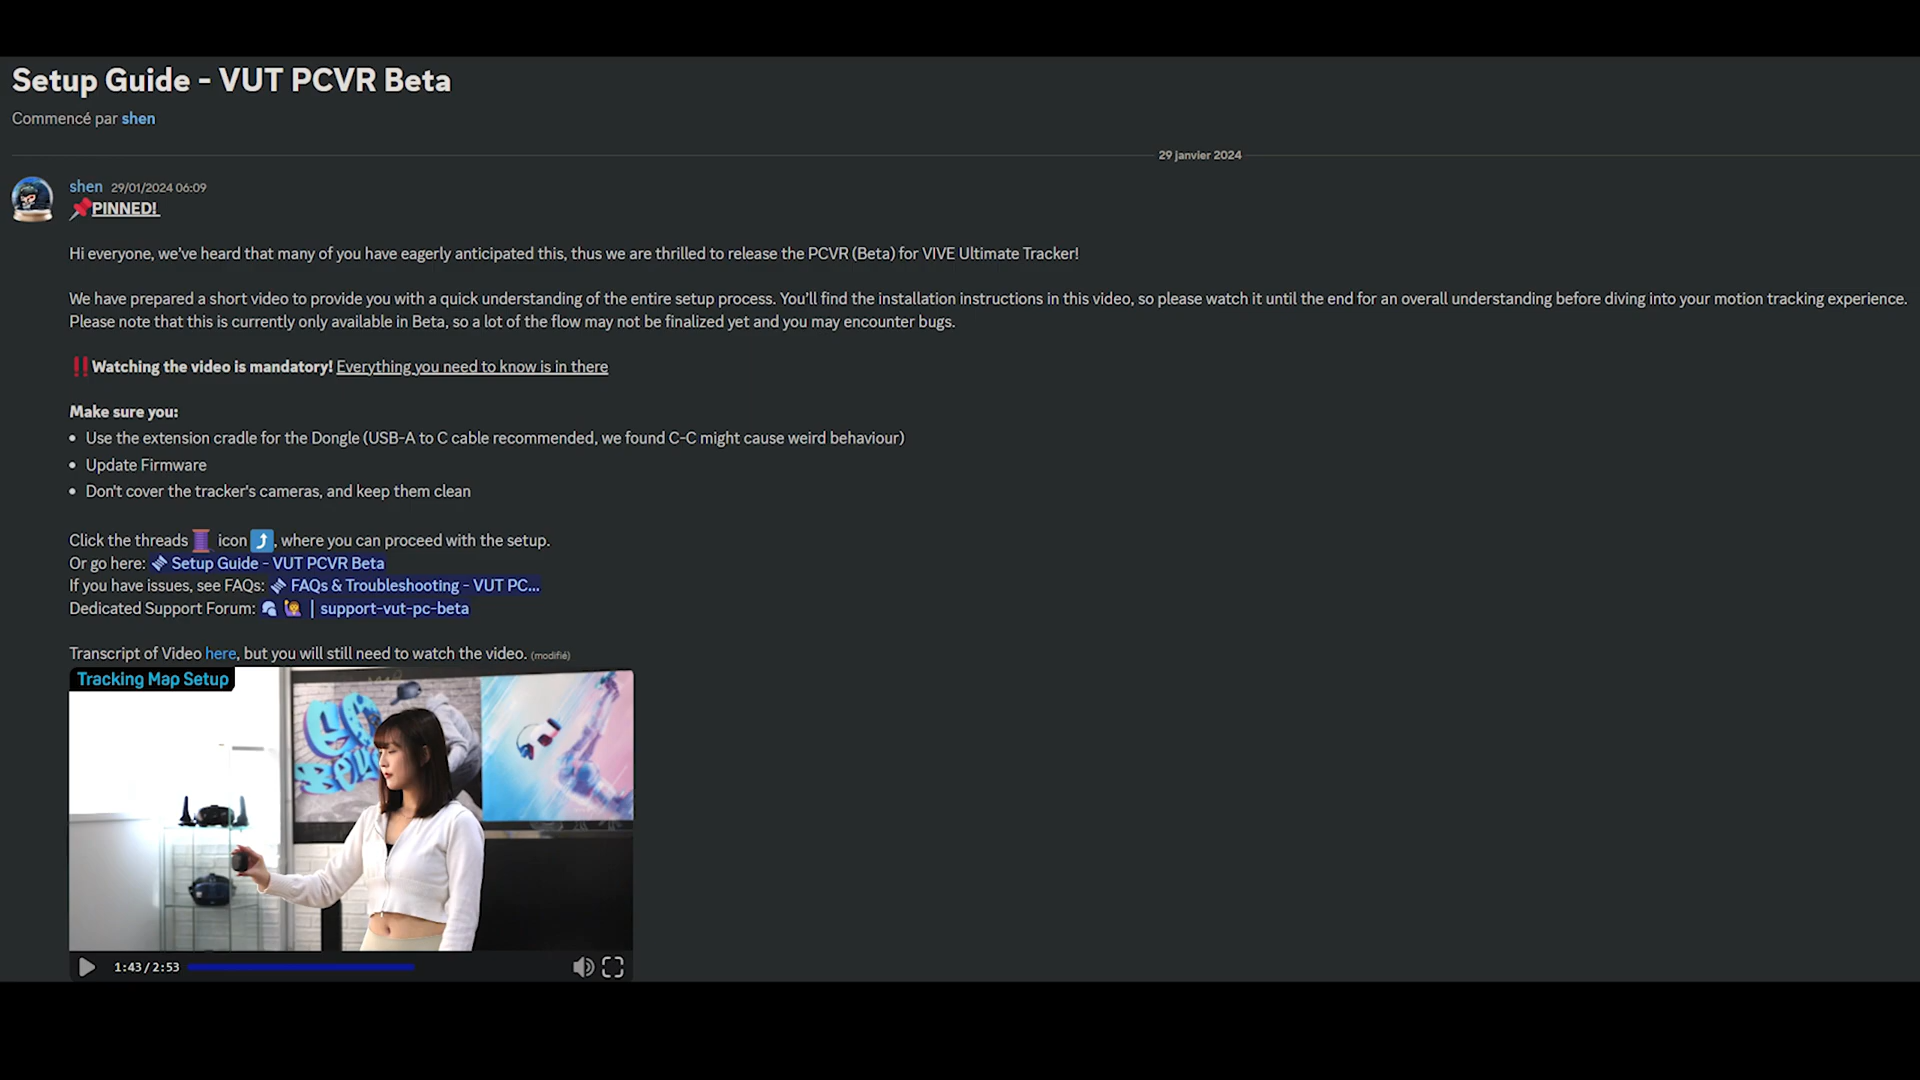 Setup Guide - VUT PCVR Beta
Commencé par shen
29 janvier 2024
shen 29/01/2024 06:09
📌PINNED!
Hi everyone, we've heard that many of you have eagerly anticipated this, thus we are thrilled to release the PCVR (Beta) for VIVE Ultimate Tracker!
We have prepared a short video to provide you with a quick understanding of the entire setup process. You'll find the installation instructions in this video, so please watch it until the end for an overall understanding before diving into your motion tracking experience.
Please note that this is currently only available in Beta, so a lot of the flow may not be finalized yet and you may encounter bugs.
‼️Watching the video is mandatory! Everything you need to know is in there
Make sure you:
• Use the extension cradle for the Dongle (USB-A to C cable recommended, we found C-C might cause weird behaviour)
• Update Firmware
• Don't cover the tracker's cameras, and keep them clean
Click the threads 🧵 icon ⤴️, where you can proceed with the setup.
Or go here: Setup Guide - VUT PCVR Beta
If you have issues, see FAQs: FAQs & Troubleshooting - VUT PC...
Dedicated Support Forum: 🙋 | support-vut-pc-beta
Transcript of Video here, but you will still need to watch the video. (modifié)
Tracking Map Setup
1:43 / 2:53